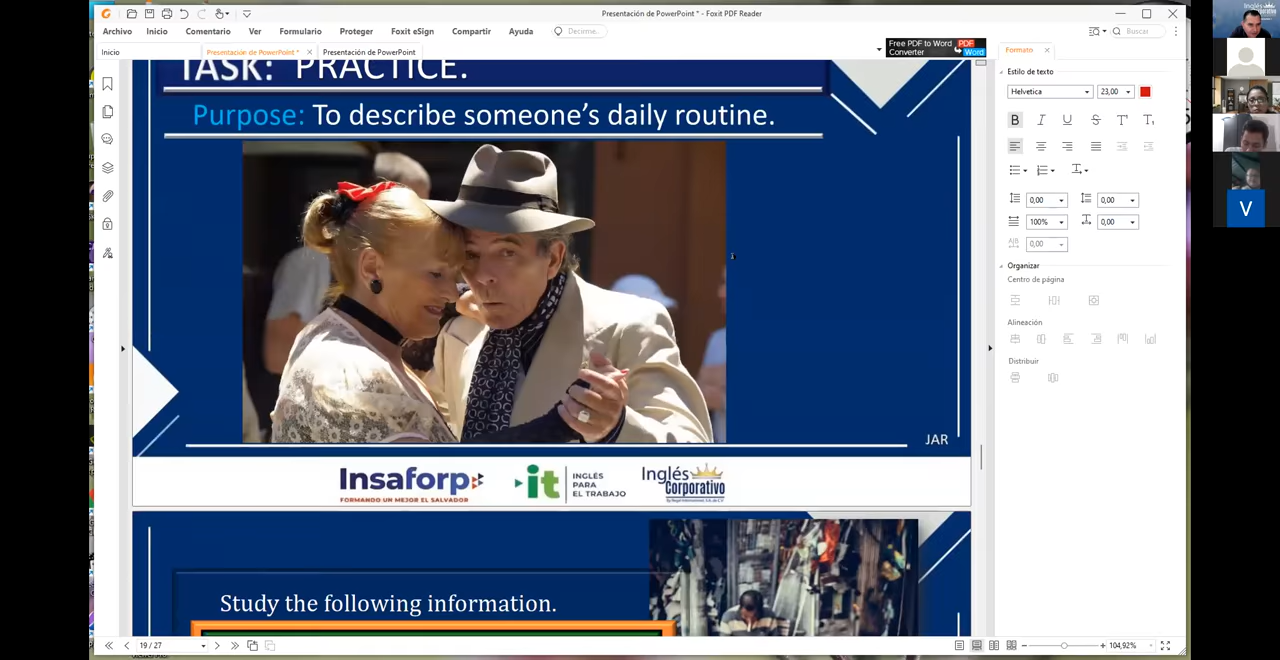 Presentación de PowerPoint * - Foxit PDF Reader
Archivo Inicio Comentario Ver Formulario Proteger Foxit eSign Compartir Ayuda Decirme... Buscar
Inicio Presentación de PowerPoint * Presentación de PowerPoint
Free PDF to Word Converter PDF Word
TASK: PRACTICE.
Purpose: To describe someone's daily routine.
JAR
Insaforp
FORMANDO UN MEJOR EL SALVADOR
it
INGLÉS
PARA
EL TRABAJO
Inglés
Corporativo
Study the following information.
Formato
Estilo de texto
Helvetica 23,00
0,00 0,00
100% 0,00
0,00
Organizar
Centro de página
Alineación
Distribuir
19 / 27
104,92%
V